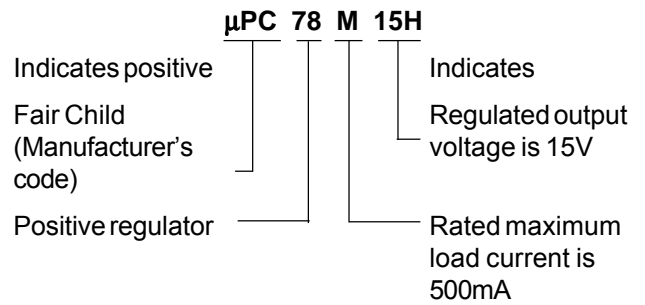 µPC 78 M 15H
Indicates positive
Fair Child
(Manufacturer's
code)
Positive regulator
Indicates
Regulated output
voltage is 15V
Rated maximum
load current is
500mA